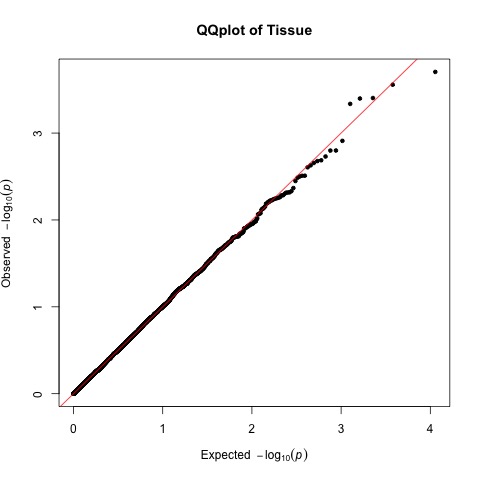 QQplot of Tissue
Observed −log₁₀(p)
3
2
1
0
0 1 2 3 4
Expected −log₁₀(p)